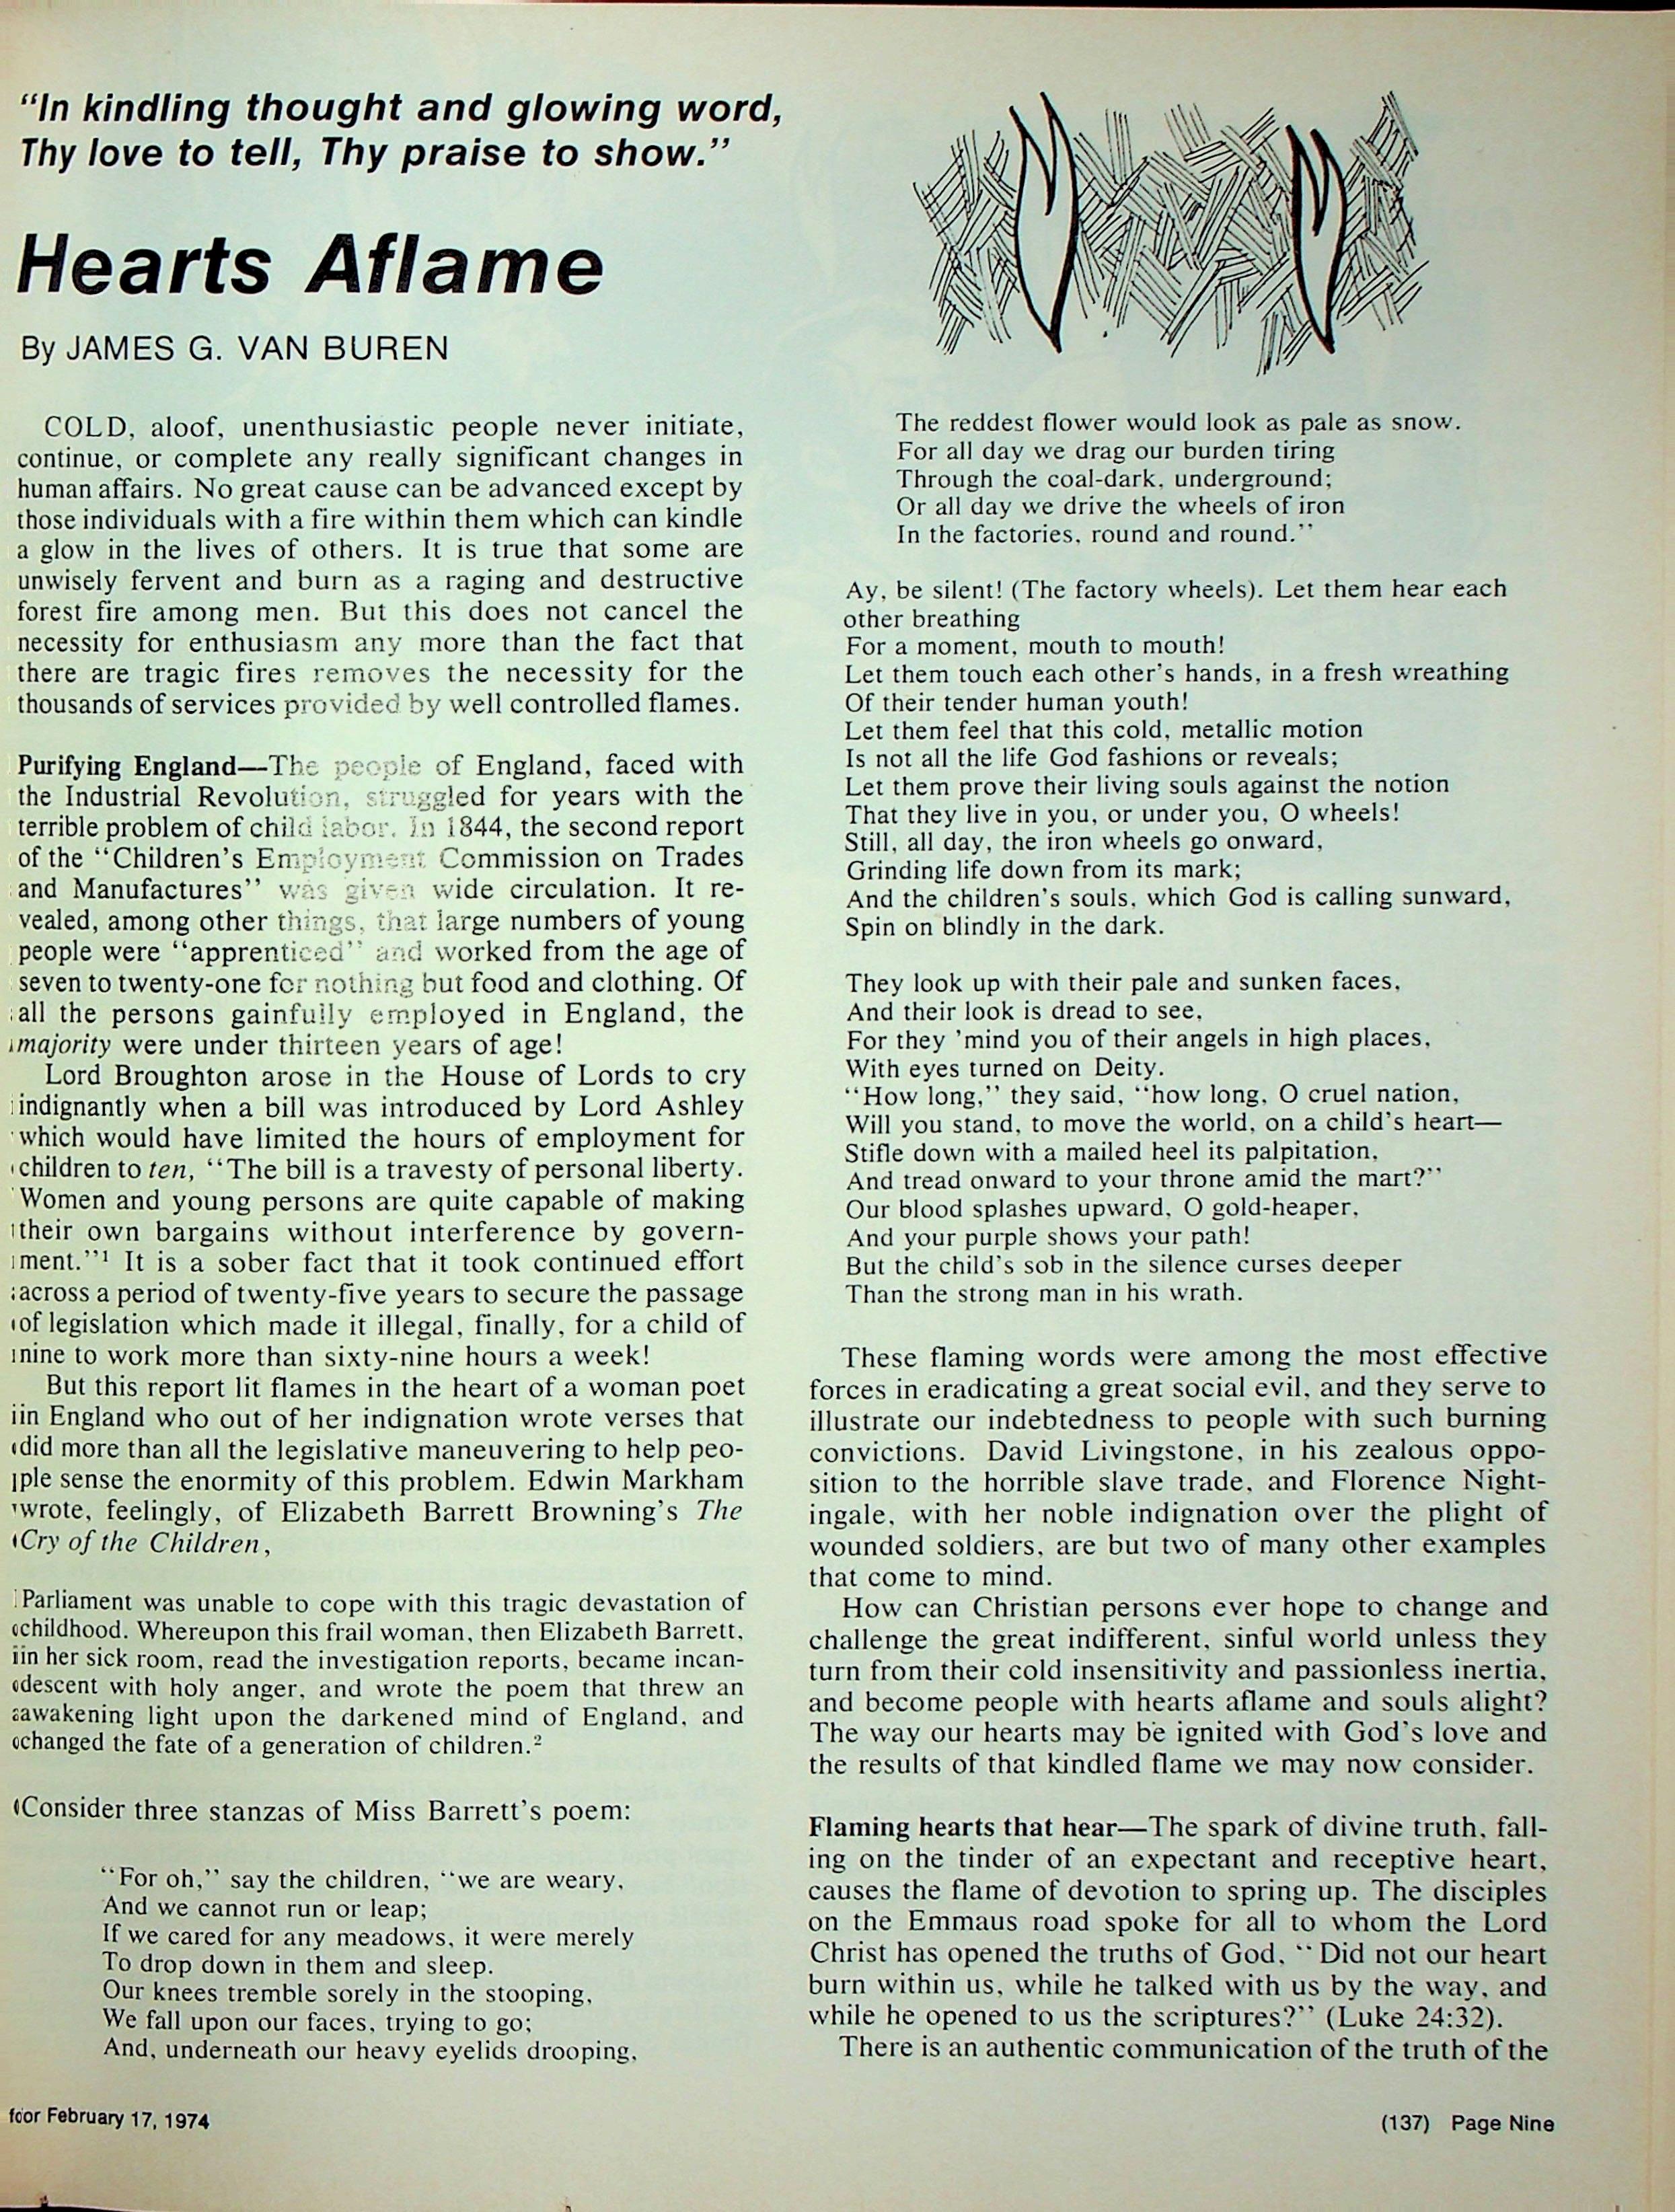 “In kindling thought and glowing word,
Thy love to tell, Thy praise to show.”
Hearts Aflame
By JAMES G. VAN BUREN
COLD, aloof, unenthusiastic people never initiate,
continue, or complete any really significant changes in
human affairs. No great cause can be advanced except by
those individuals with a fire within them which can kindle
a glow in the lives of others. It is true that some are
unwisely fervent and burn as a raging and destructive
forest fire among men. But this does not cancel the
necessity for enthusiasm any more than the fact that
there are tragic fires removes the necessity for the
thousands of services provided by well controlled flames.
Purifying England—The people of England, faced with
the Industrial Revolution, struggled for years with the
terrible problem of child labor. In 1844, the second report
of the “Children’s Employment Commission on Trades
and Manufactures” was given wide circulation. It re-
vealed, among other things, that large numbers of young
people were “apprenticed” and worked from the age of
seven to twenty-one for nothing but food and clothing. Of
all the persons gainfully employed in England, the
majority were under thirteen years of age!
Lord Broughton arose in the House of Lords to cry
indignantly when a bill was introduced by Lord Ashley
which would have limited the hours of employment for
children to ten, “The bill is a travesty of personal liberty.
Women and young persons are quite capable of making
their own bargains without interference by govern-
ment.”¹ It is a sober fact that it took continued effort
across a period of twenty-five years to secure the passage
of legislation which made it illegal, finally, for a child of
nine to work more than sixty-nine hours a week!
But this report lit flames in the heart of a woman poet
in England who out of her indignation wrote verses that
did more than all the legislative maneuvering to help peo-
ple sense the enormity of this problem. Edwin Markham
wrote, feelingly, of Elizabeth Barrett Browning’s The
Cry of the Children,
Parliament was unable to cope with this tragic devastation of
childhood. Whereupon this frail woman, then Elizabeth Barrett,
in her sick room, read the investigation reports, became incan-
descent with holy anger, and wrote the poem that threw an
awakening light upon the darkened mind of England, and
changed the fate of a generation of children.²
Consider three stanzas of Miss Barrett’s poem:
“For oh,” say the children, “we are weary,
And we cannot run or leap;
If we cared for any meadows, it were merely
To drop down in them and sleep.
Our knees tremble sorely in the stooping,
We fall upon our faces, trying to go;
And, underneath our heavy eyelids drooping,
The reddest flower would look as pale as snow.
For all day we drag our burden tiring
Through the coal-dark, underground;
Or all day we drive the wheels of iron
In the factories, round and round.”
Ay, be silent! (The factory wheels). Let them hear each
other breathing
For a moment, mouth to mouth!
Let them touch each other’s hands, in a fresh wreathing
Of their tender human youth!
Let them feel that this cold, metallic motion
Is not all the life God fashions or reveals;
Let them prove their living souls against the notion
That they live in you, or under you, O wheels!
Still, all day, the iron wheels go onward,
Grinding life down from its mark;
And the children’s souls, which God is calling sunward,
Spin on blindly in the dark.
They look up with their pale and sunken faces,
And their look is dread to see,
For they ’mind you of their angels in high places,
With eyes turned on Deity.
“How long,” they said, “how long, O cruel nation,
Will you stand, to move the world, on a child’s heart—
Stifle down with a mailed heel its palpitation,
And tread onward to your throne amid the mart?”
Our blood splashes upward, O gold-heaper,
And your purple shows your path!
But the child’s sob in the silence curses deeper
Than the strong man in his wrath.
These flaming words were among the most effective
forces in eradicating a great social evil, and they serve to
illustrate our indebtedness to people with such burning
convictions. David Livingstone, in his zealous oppo-
sition to the horrible slave trade, and Florence Night-
ingale, with her noble indignation over the plight of
wounded soldiers, are but two of many other examples
that come to mind.
How can Christian persons ever hope to change and
challenge the great indifferent, sinful world unless they
turn from their cold insensitivity and passionless inertia,
and become people with hearts aflame and souls alight?
The way our hearts may be ignited with God’s love and
the results of that kindled flame we may now consider.
Flaming hearts that hear—The spark of divine truth, fall-
ing on the tinder of an expectant and receptive heart,
causes the flame of devotion to spring up. The disciples
on the Emmaus road spoke for all to whom the Lord
Christ has opened the truths of God, “Did not our heart
burn within us, while he talked with us by the way, and
while he opened to us the scriptures?” (Luke 24:32).
There is an authentic communication of the truth of the
for February 17, 1974
(137) Page Nine